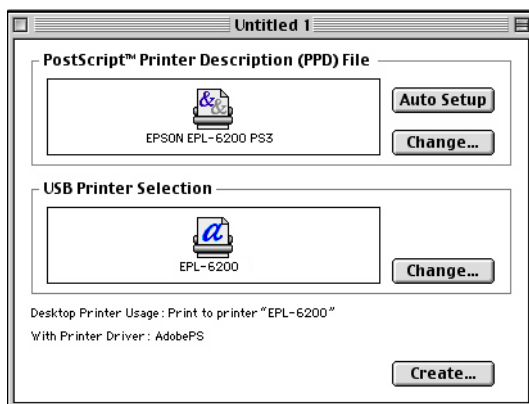 Untitled 1
PostScript™ Printer Description (PPD) File
EPSON EPL-6200 PS3
Auto Setup
Change...
USB Printer Selection
EPL-6200
Change...
Desktop Printer Usage : Print to printer "EPL-6200"
With Printer Driver : AdobePS
Create...